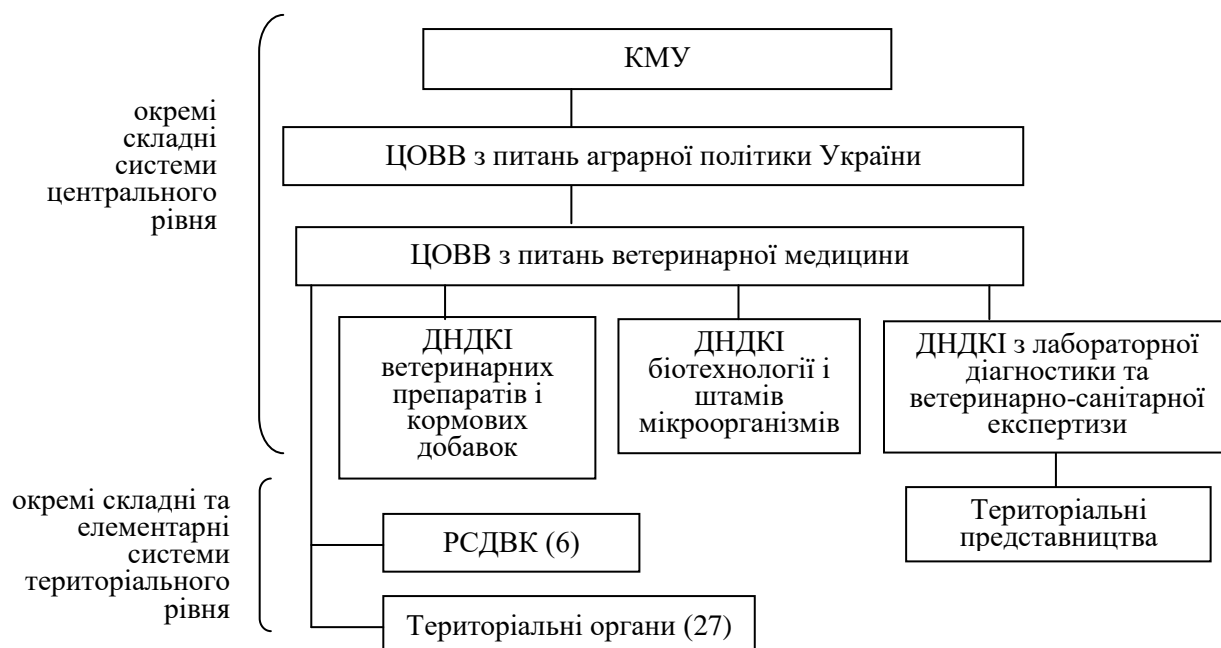 КМУ
окремі
складні
системи
центрального
рівня
ЦОВВ з питань аграрної політики України
ЦОВВ з питань ветеринарної медицини
ДНДКІ
ветеринарних
препаратів і
кормових
добавок
ДНДКІ
біотехнології і
штамів
мікроорганізмів
ДНДКІ з лабораторної
діагностики та
ветеринарно-санітарної
експертизи
окремі складні та
елементарні
системи
територіального
рівня
Територіальні
представництва
РСДВК (6)
Територіальні органи (27)